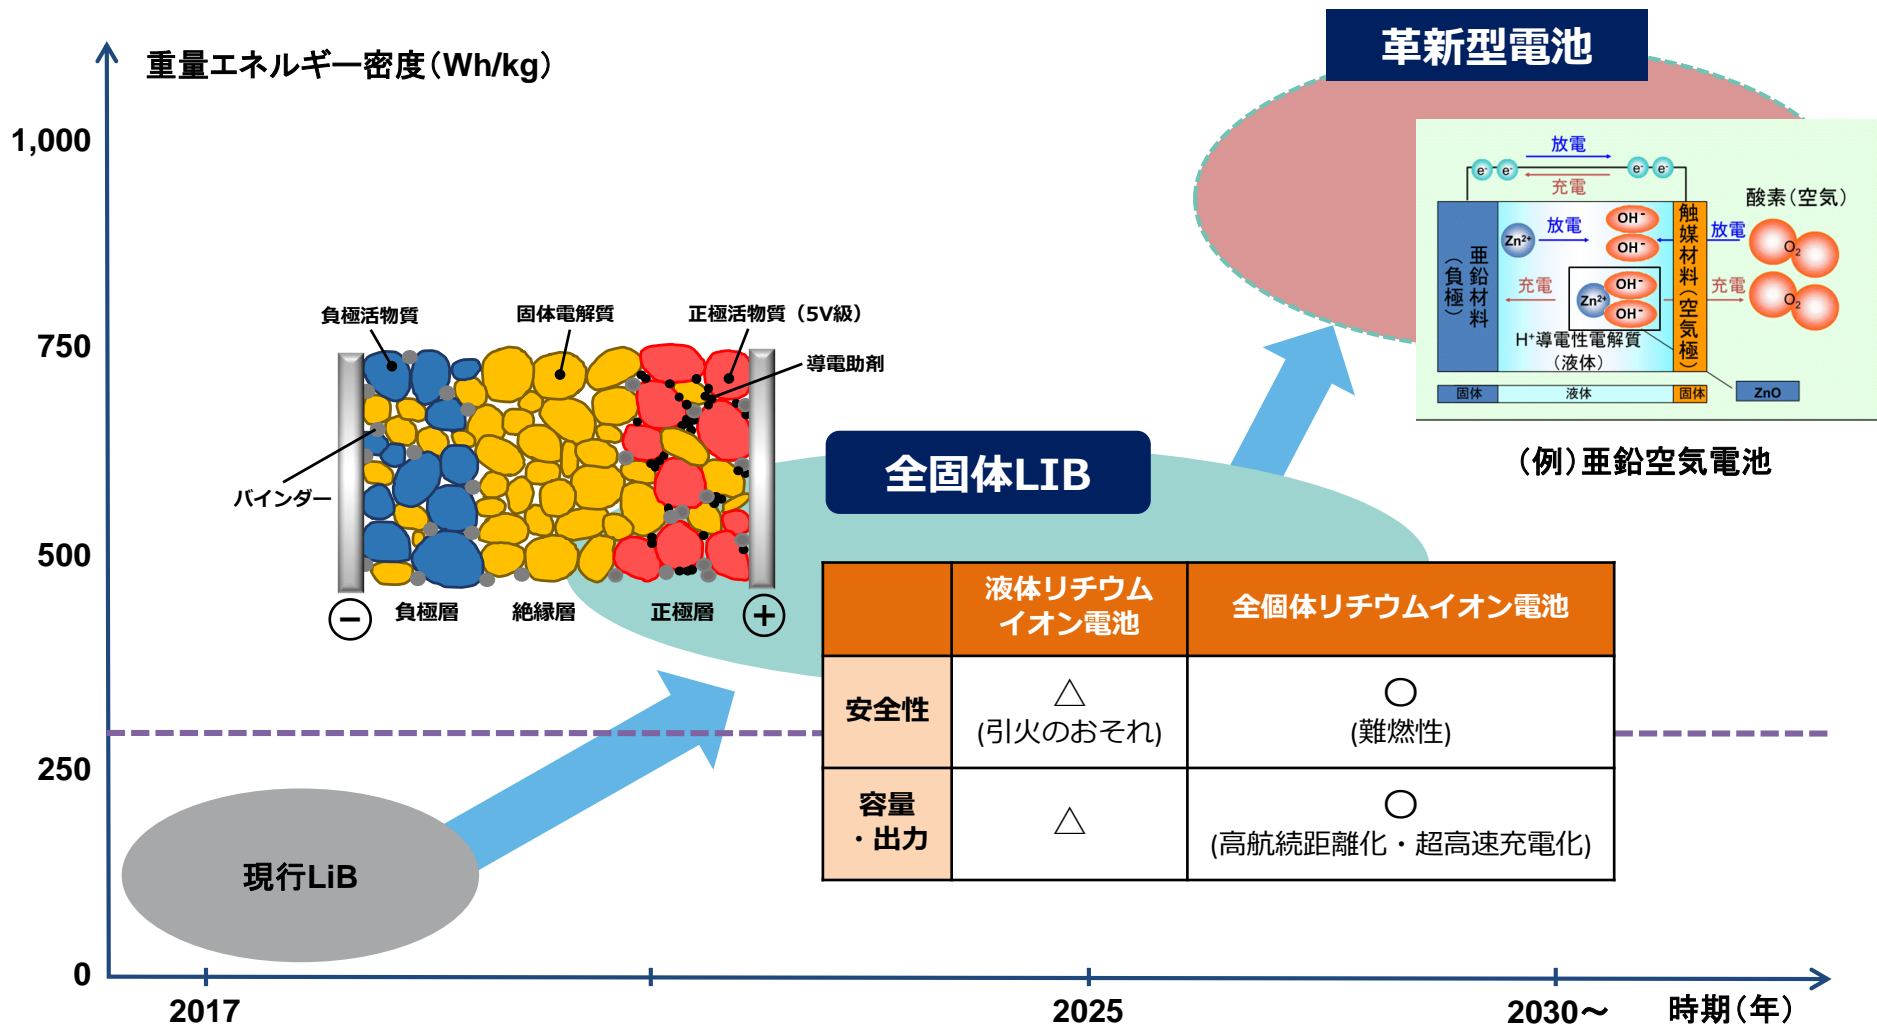 重量エネルギー密度（Wh/kg）
1,000
750
500
250
0
2017
2025
2030～
時期（年）
現行LiB
全固体LIB
革新型電池
負極活物質
固体電解質
正極活物質（5V級）
導電助剤
バインダー
－
負極層
絶縁層
正極層
＋
液体リチウム
イオン電池
全個体リチウムイオン電池
安全性
△
(引火のおそれ)
〇
(難燃性)
容量
・出力
△
〇
(高航続距離化・超高速充電化)
放電
e-
e-
e-
e-
充電
酸素（空気）
亜鉛材料
（負極）
Zn2+
放電
OH-
OH-
触媒材料（空気極）
放電
O2
充電
Zn2+
OH-
OH-
充電
O2
H+導電性電解質
（液体）
固体
液体
固体
ZnO
（例）亜鉛空気電池